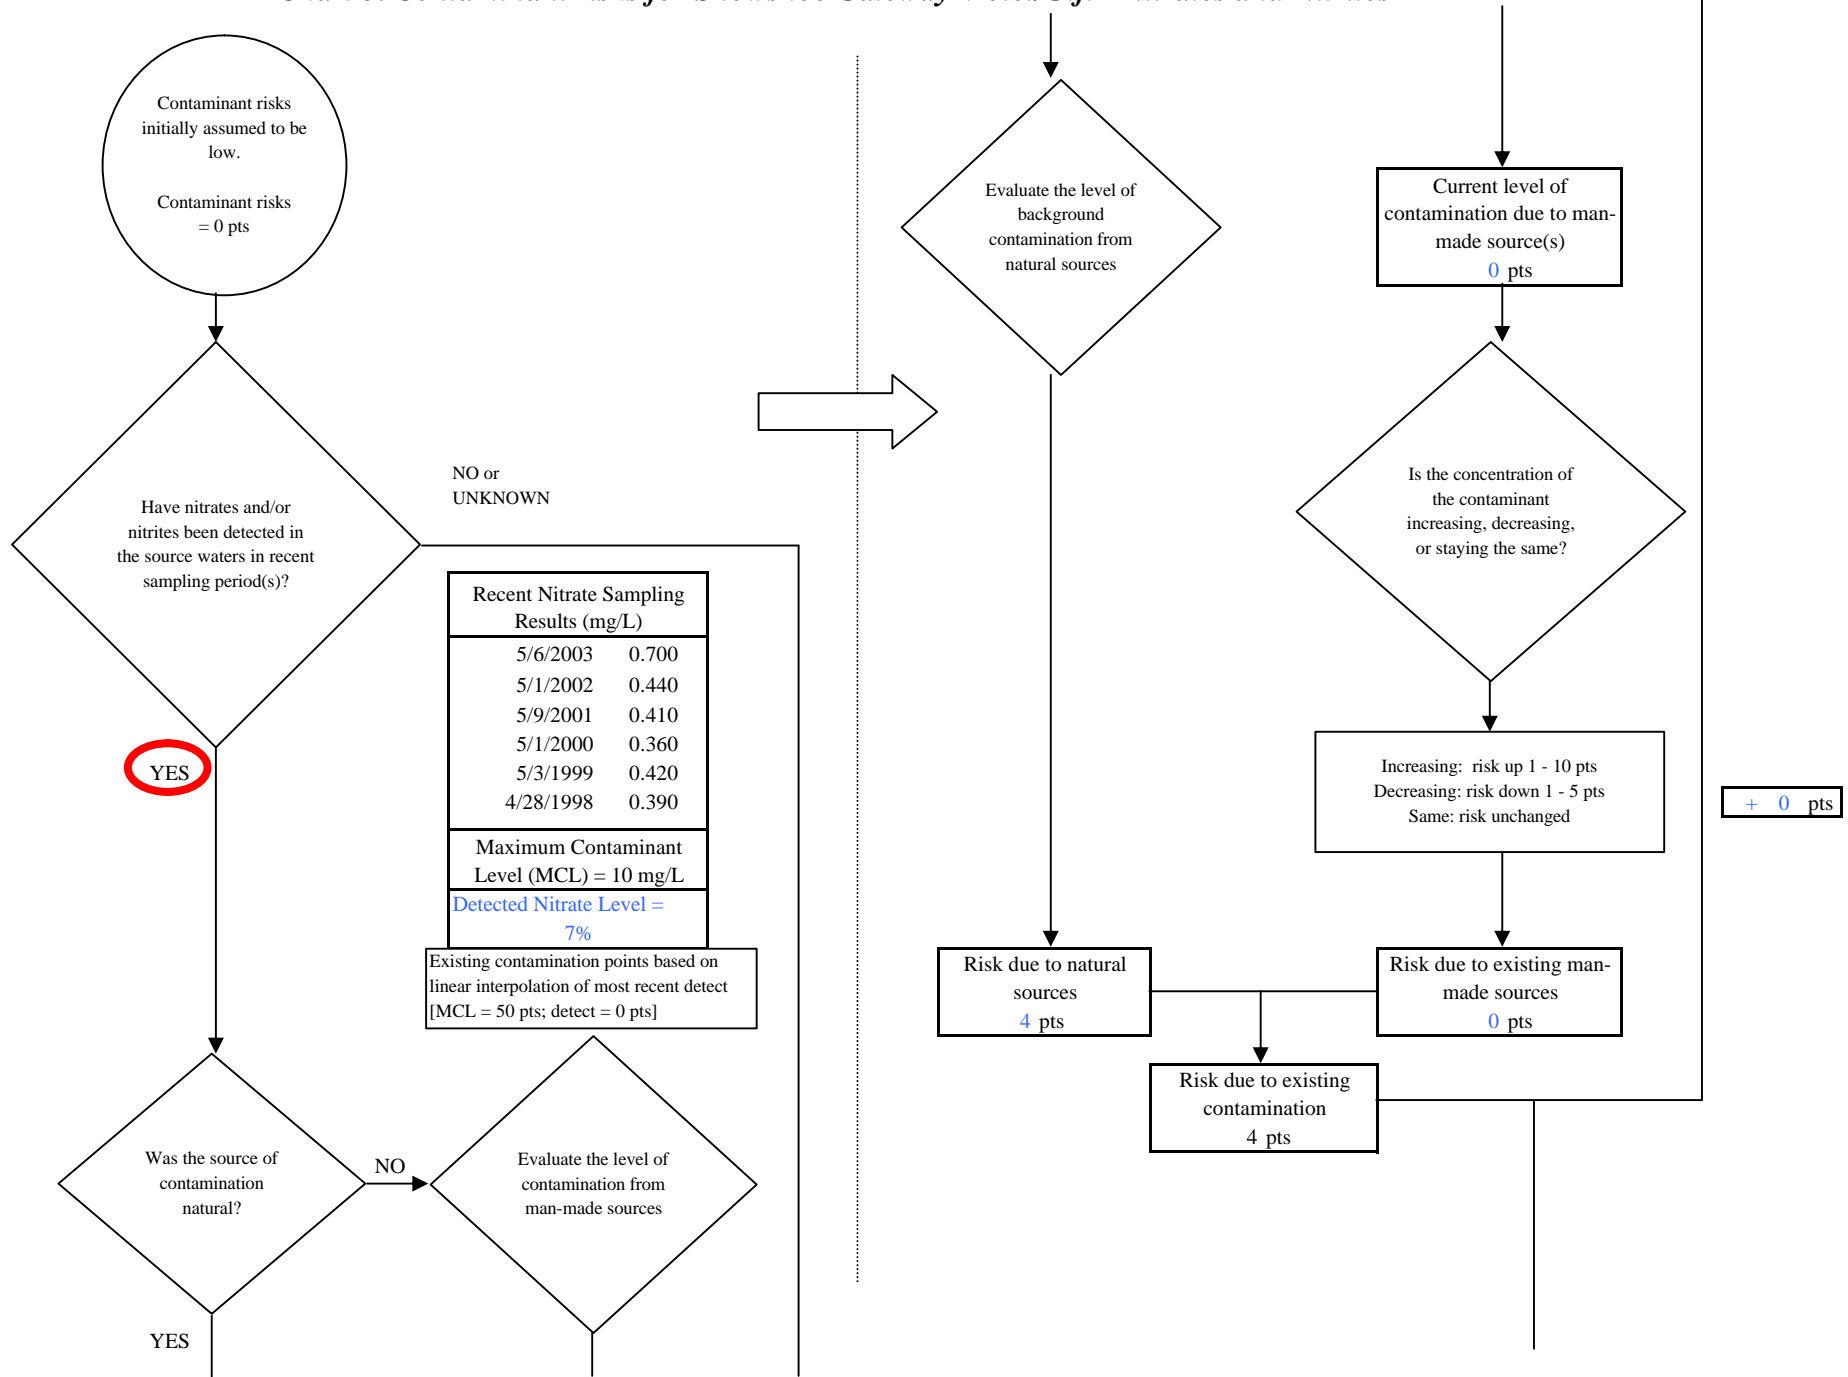 Contaminant risks
initially assumed to be
low.
Contaminant risks
= 0 pts
Have nitrates and/or
nitrites been detected in
the source waters in recent
sampling period(s)?
NO or
UNKNOWN
YES
Recent Nitrate Sampling
Results (mg/L)
5/6/2003 0.700
5/1/2002 0.440
5/9/2001 0.410
5/1/2000 0.360
5/3/1999 0.420
4/28/1998 0.390
Maximum Contaminant
Level (MCL) = 10 mg/L
Detected Nitrate Level =
7%
Existing contamination points based on
linear interpolation of most recent detect
[MCL = 50 pts; detect = 0 pts]
Was the source of
contamination
natural?
NO
Evaluate the level of
contamination from
man-made sources
YES
Evaluate the level of
background
contamination from
natural sources
Current level of
contamination due to man-
made source(s)
0 pts
Is the concentration of
the contaminant
increasing, decreasing,
or staying the same?
Increasing: risk up 1 - 10 pts
Decreasing: risk down 1 - 5 pts
Same: risk unchanged
+ 0 pts
Risk due to natural
sources
4 pts
Risk due to existing man-
made sources
0 pts
Risk due to existing
contamination
4 pts